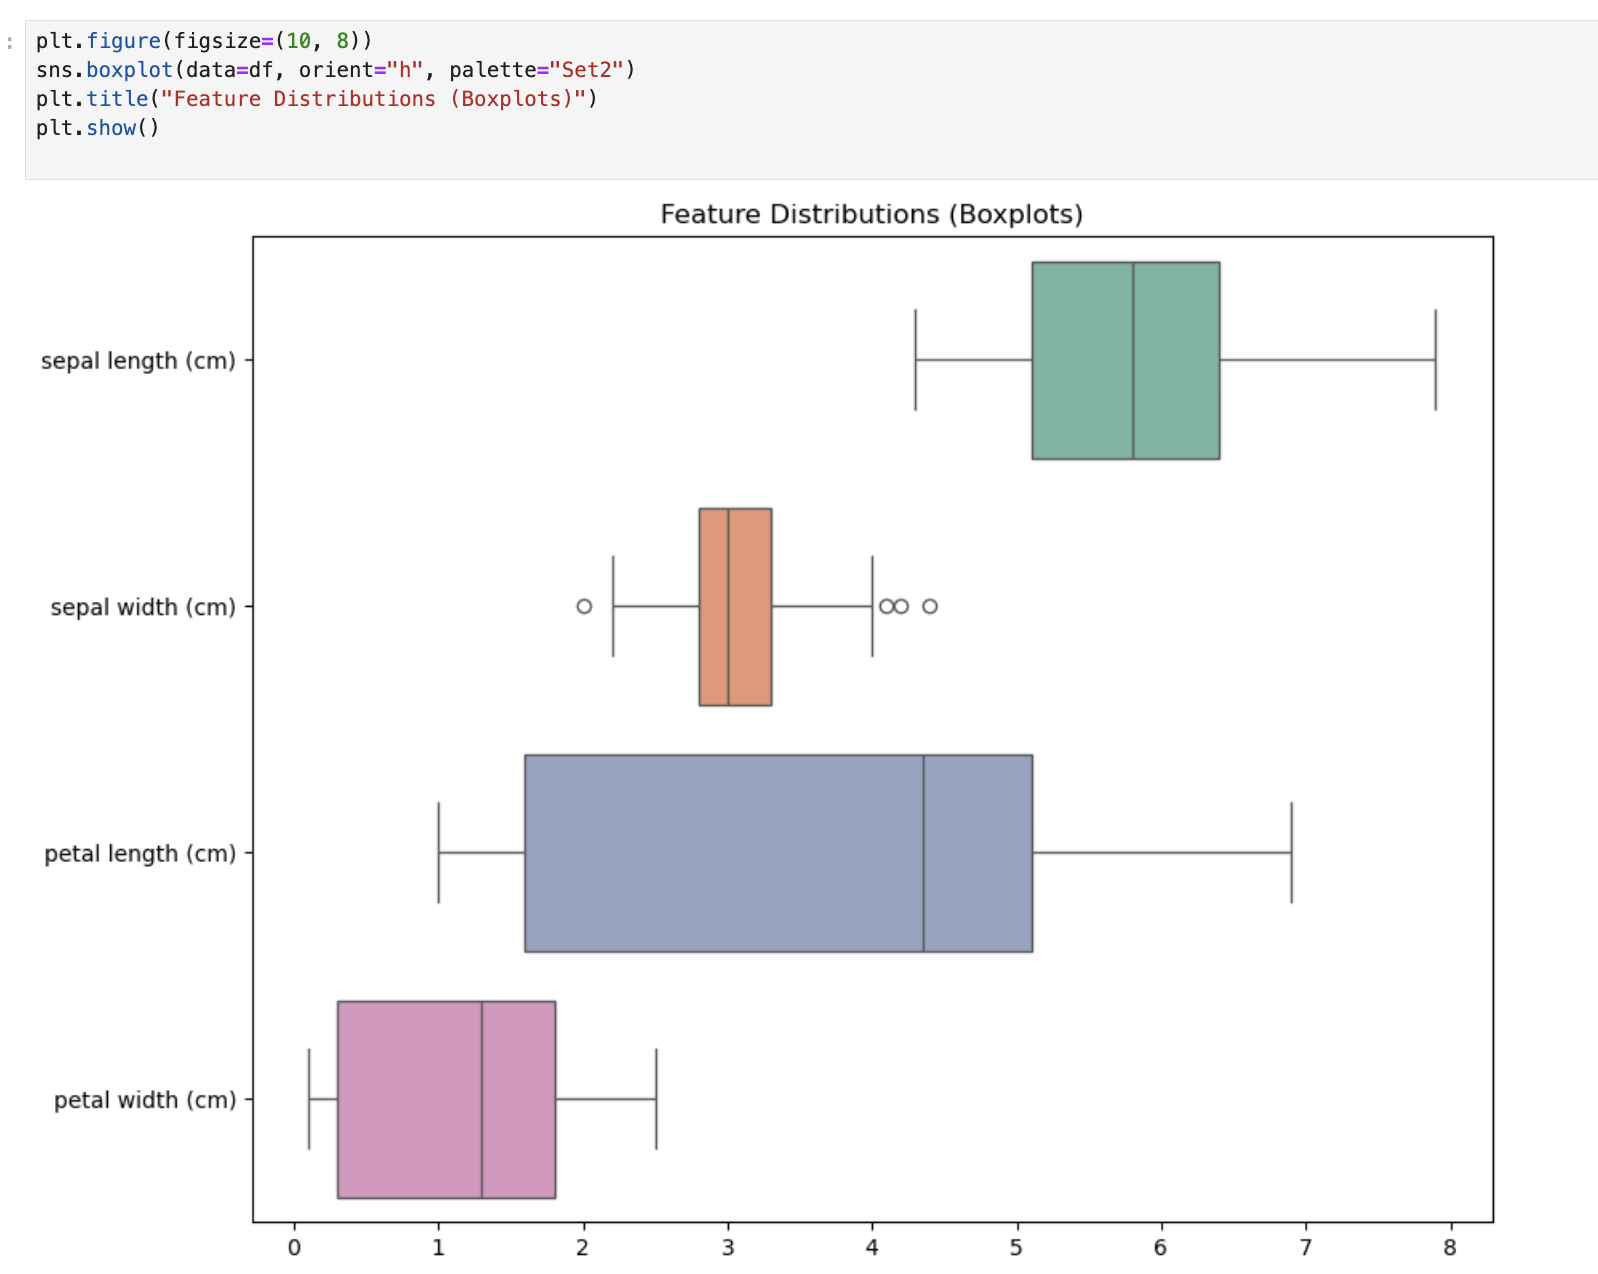 :
plt.figure(figsize=(10, 8))
sns.boxplot(data=df, orient="h", palette="Set2")
plt.title("Feature Distributions (Boxplots)")
plt.show()
Feature Distributions (Boxplots)
sepal length (cm)
sepal width (cm)
petal length (cm)
petal width (cm)
0 1 2 3 4 5 6 7 8